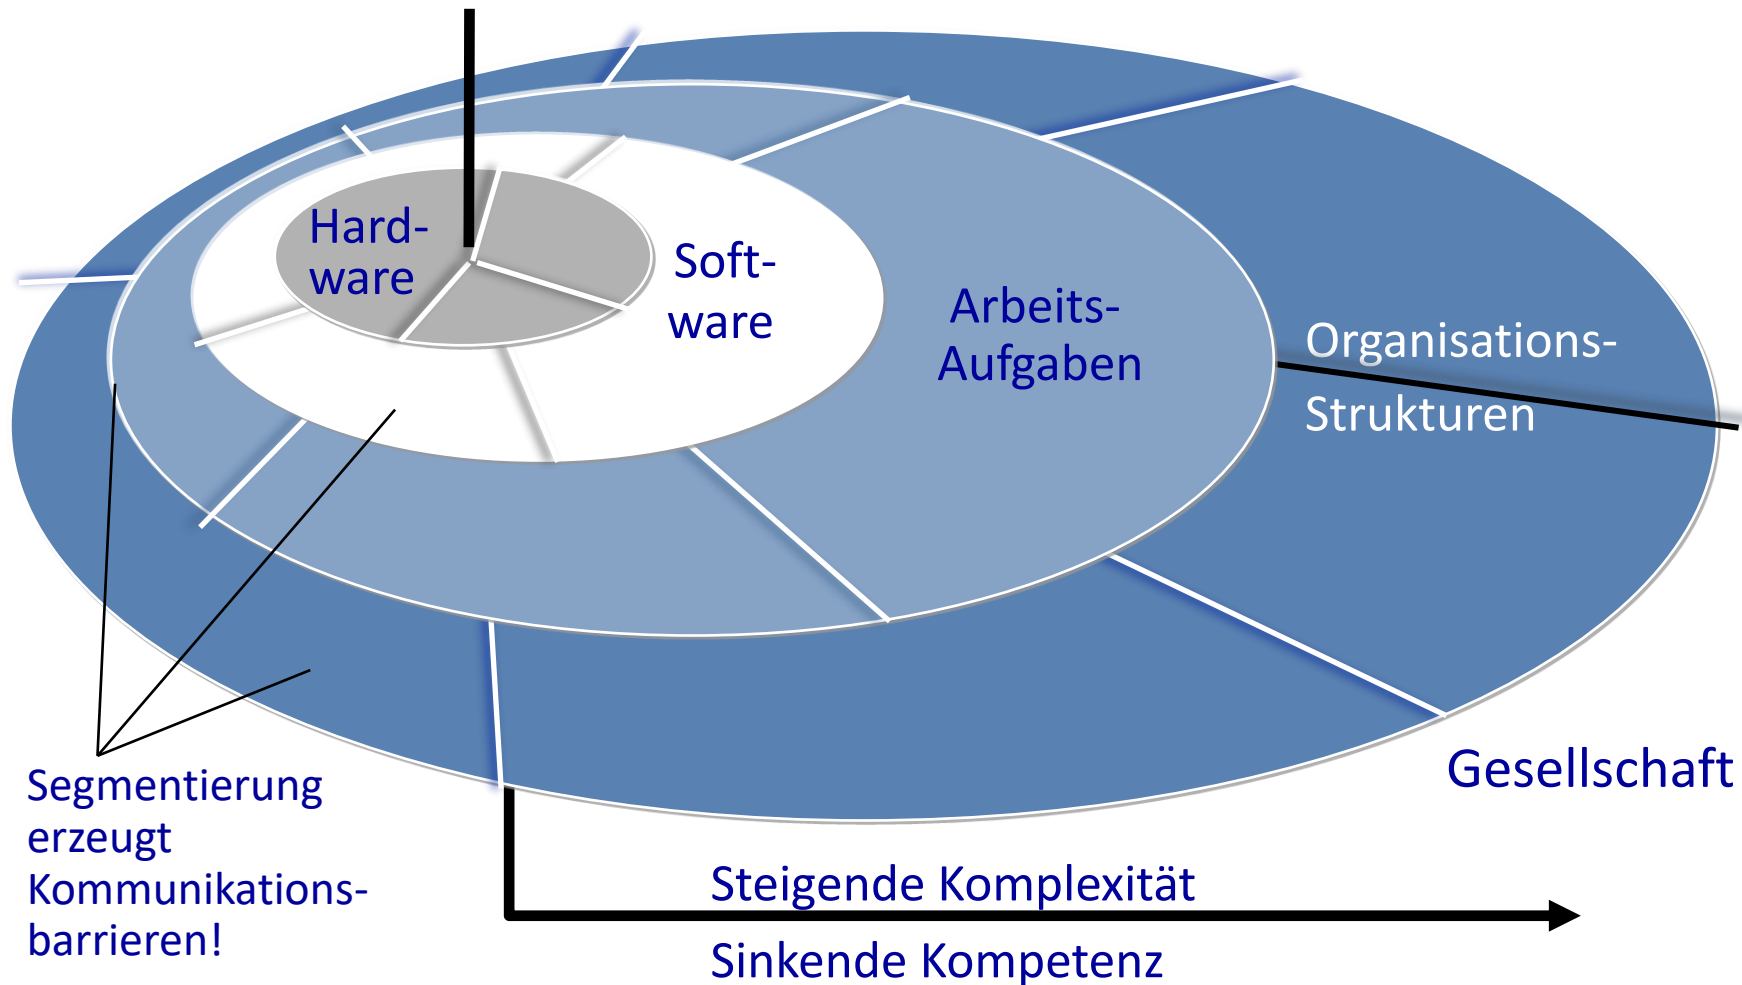 Hard-
ware
Soft-
ware
Arbeits-
Aufgaben
Organisations-
Strukturen
Gesellschaft
Segmentierung
erzeugt
Kommunikations-
barrieren!
Steigende Komplexität
Sinkende Kompetenz